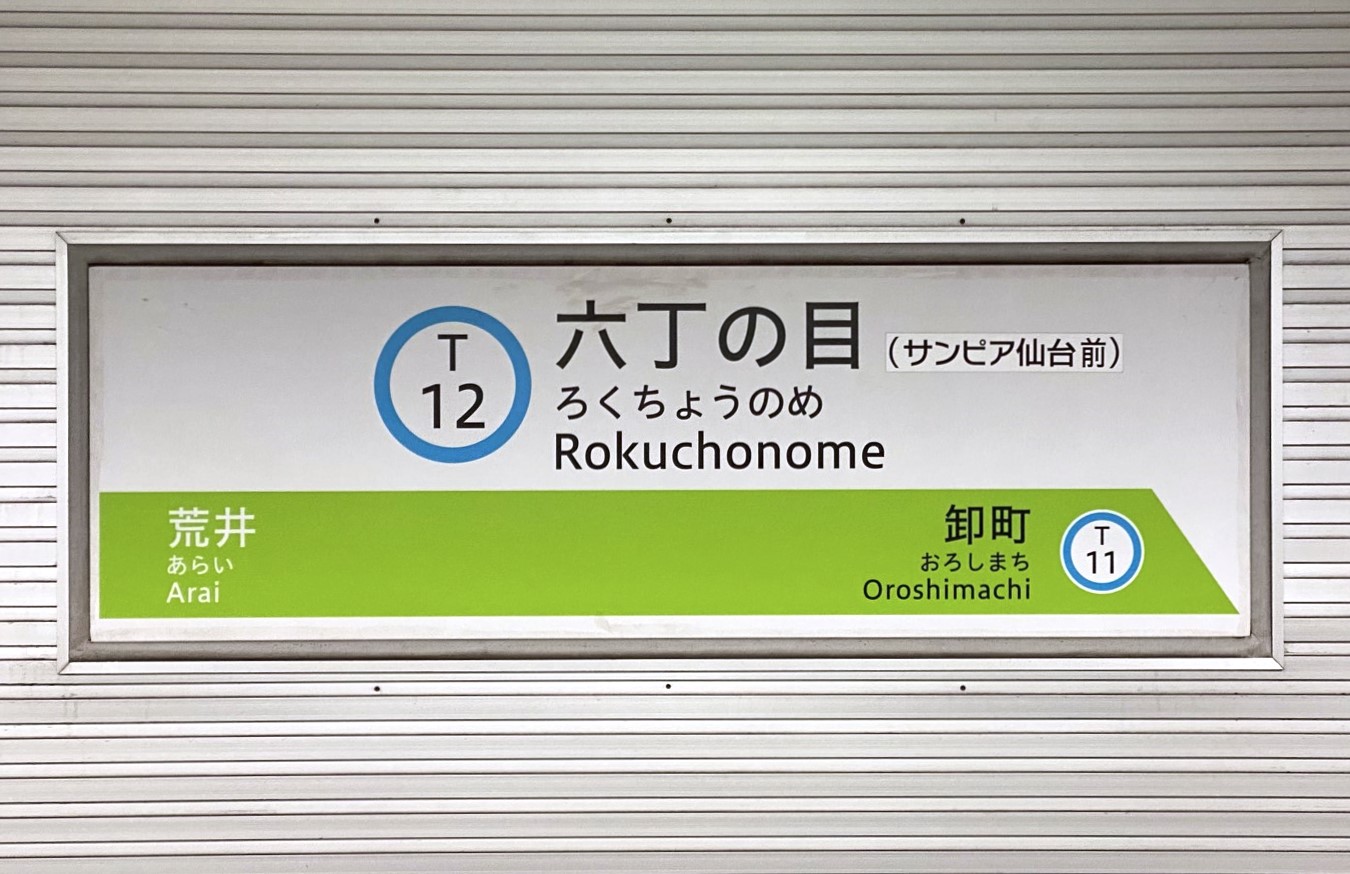 T
12
六丁の目
(サンピア仙台前)
ろくちょうのめ
Rokuchonome
荒井
あらい
Arai
卸町
おろしまち
Oroshimachi
T
11